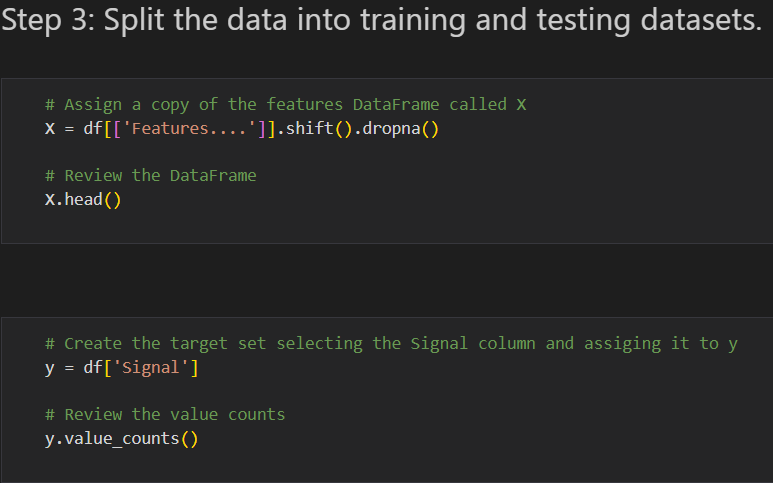 Step 3: Split the data into training and testing datasets.
# Assign a copy of the features DataFrame called X
X = df[['Features....']].shift().dropna()
# Review the DataFrame
X.head()
# Create the target set selecting the Signal column and assiging it to y
y = df['Signal']
# Review the value counts
y.value_counts()